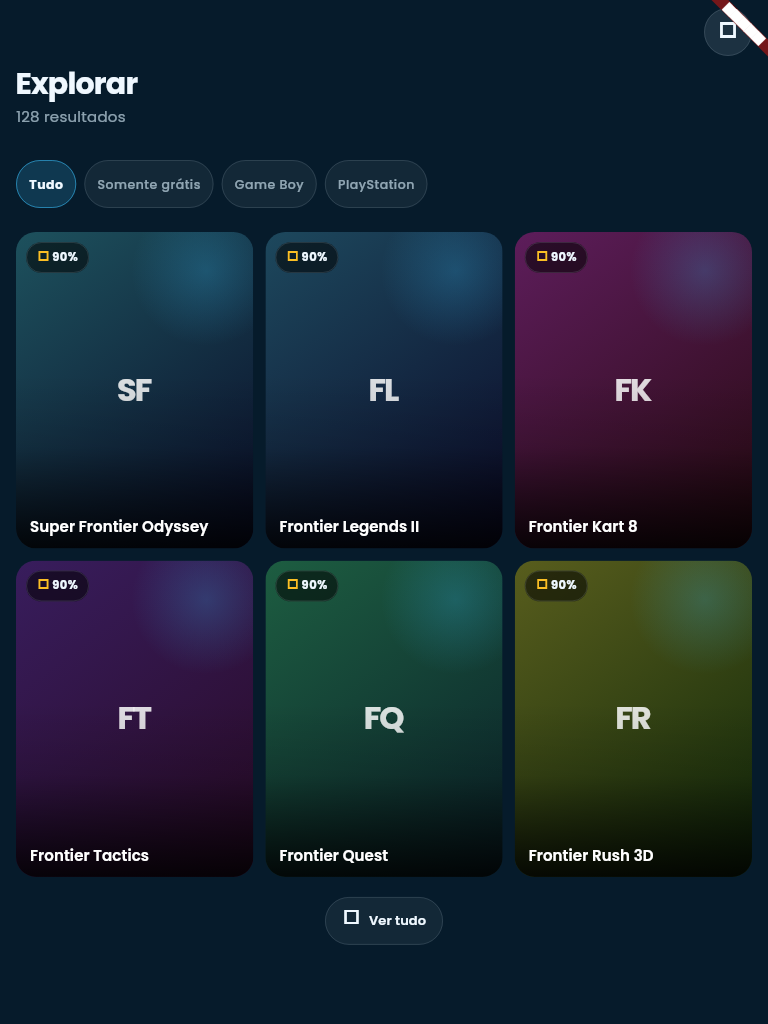 Explorar
128 resultados
Tudo
Somente grátis
Game Boy
PlayStation
90%
90%
90%
SF
FL
FK
Super Frontier Odyssey
Frontier Legends II
Frontier Kart 8
90%
90%
90%
FT
FQ
FR
Frontier Tactics
Frontier Quest
Frontier Rush 3D
Ver tudo